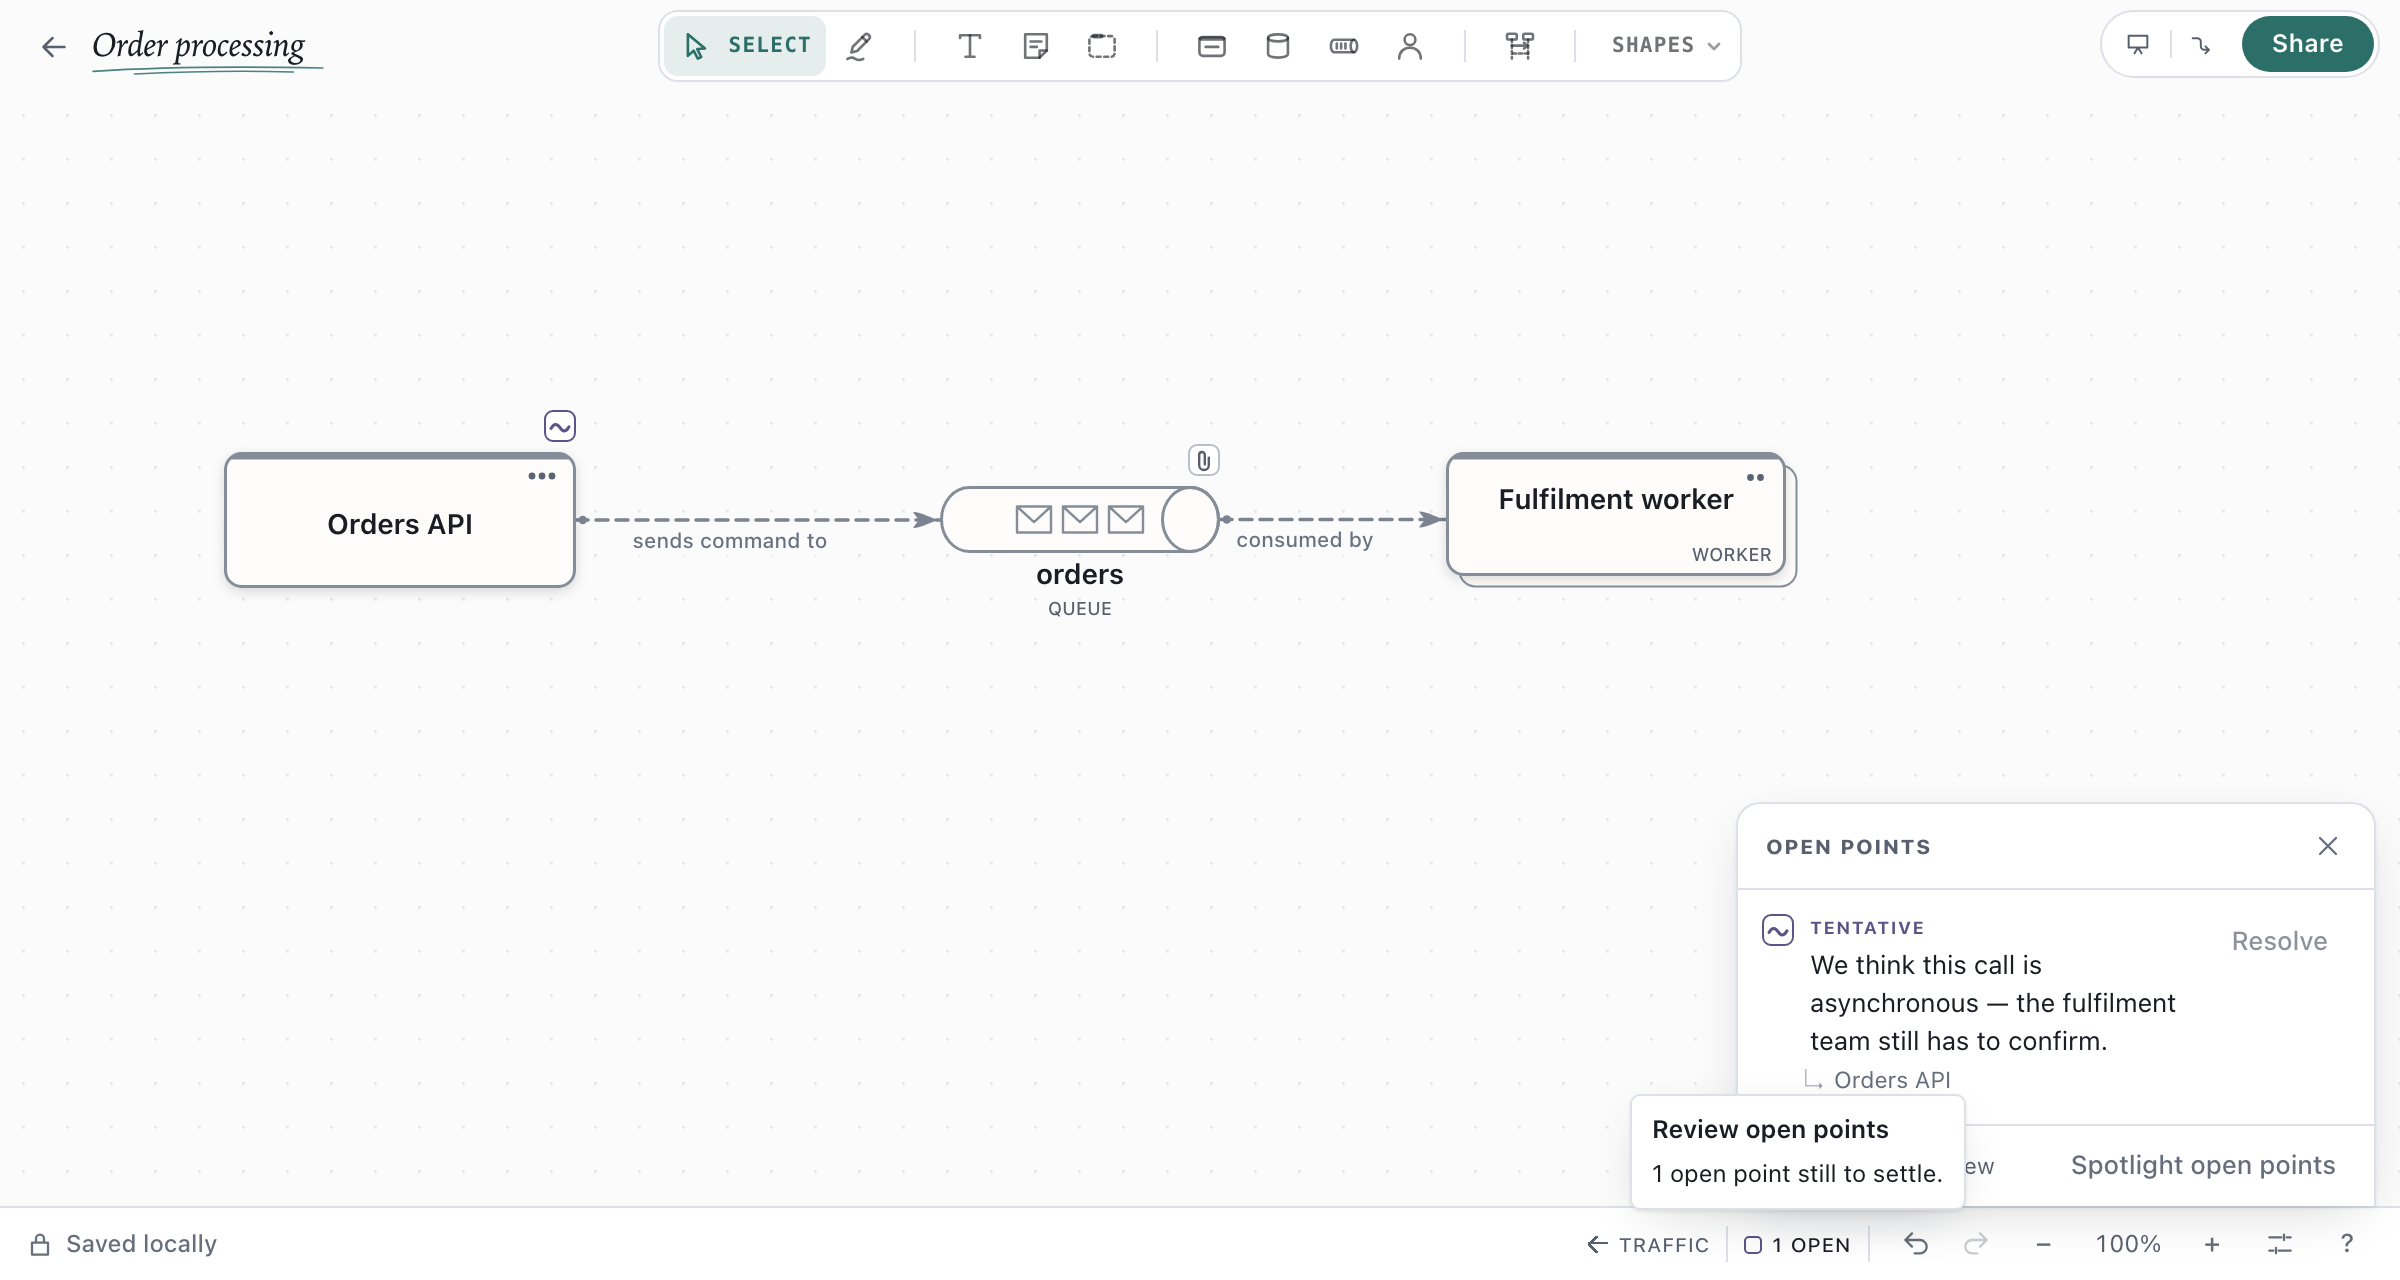 Order processing
SELECT
SHAPES
Share
Orders API
sends command to
orders
QUEUE
consumed by
Fulfilment worker
WORKER
OPEN POINTS
TENTATIVE
Resolve
We think this call is
asynchronous — the fulfilment
team still has to confirm.
Orders API
Review open points
1 open point still to settle.
Spotlight open points
Saved locally
TRAFFIC
1 OPEN
100%
?